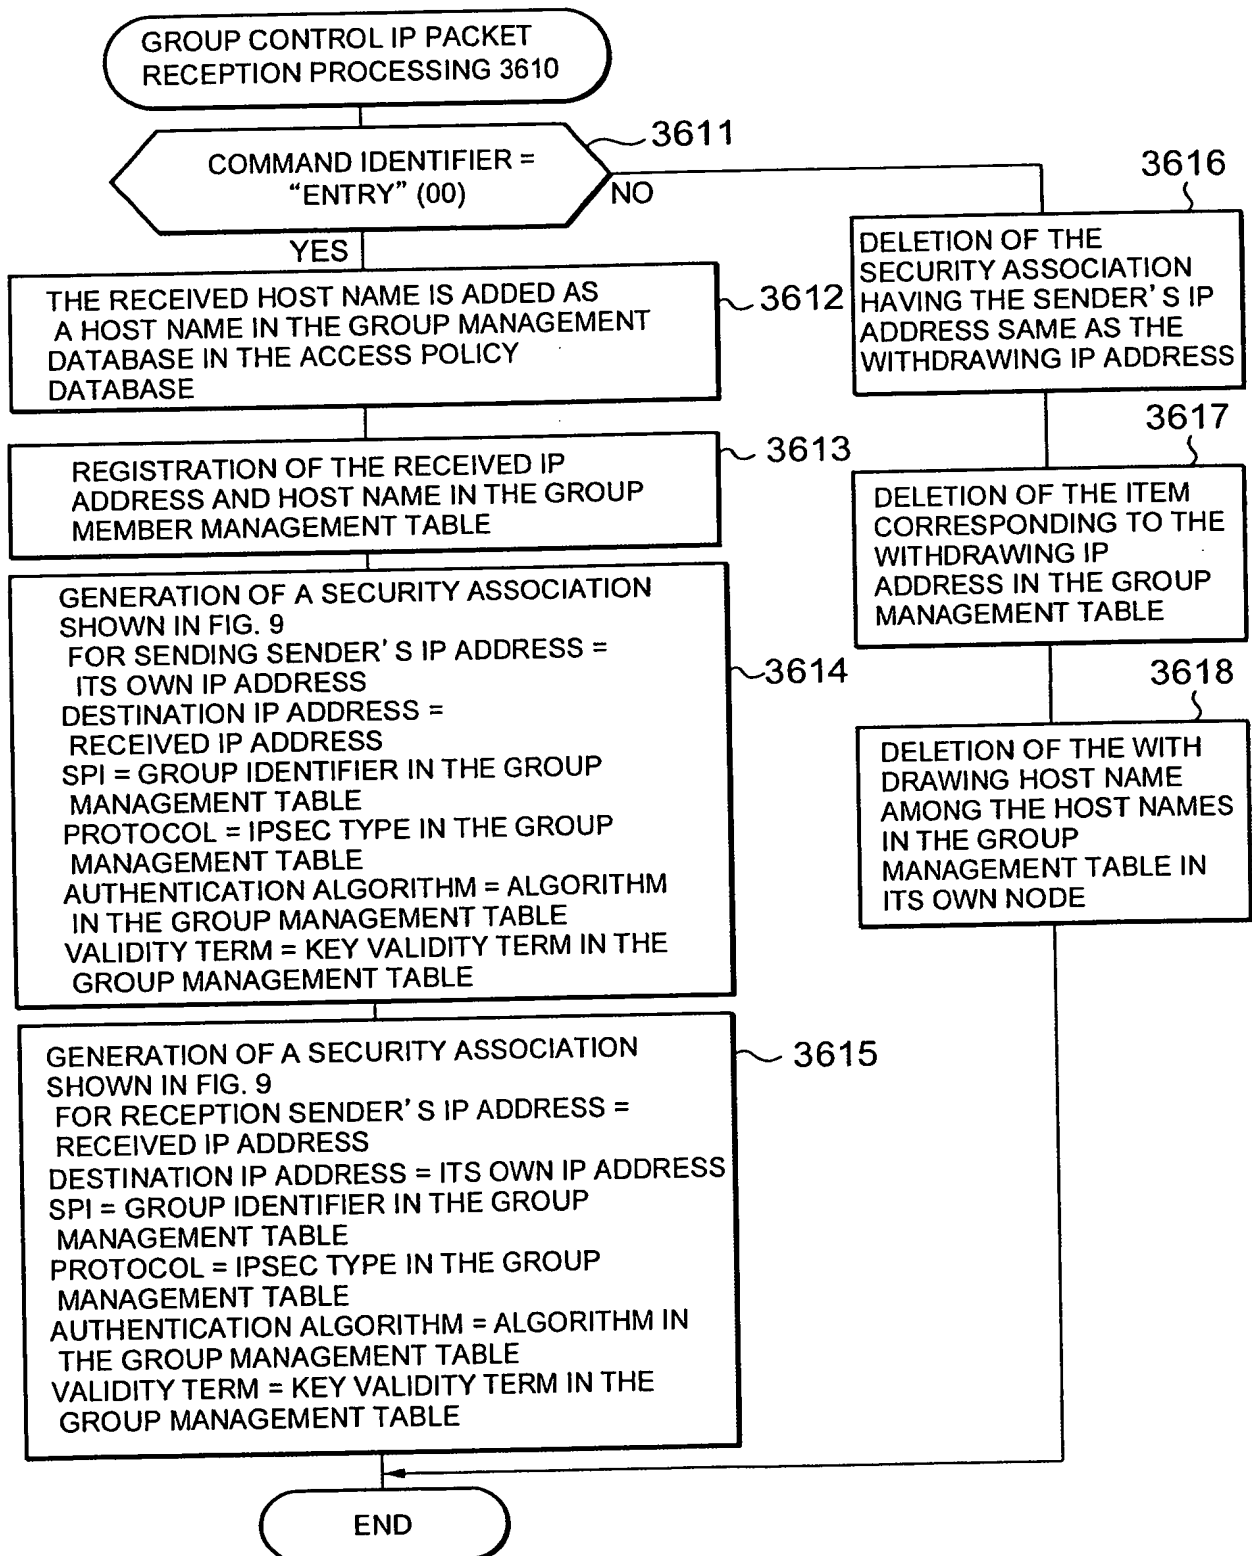 GROUP CONTROL IP PACKET
RECEPTION PROCESSING 3610
COMMAND IDENTIFIER =
“ENTRY” (00)
3611
NO
YES
THE RECEIVED HOST NAME IS ADDED AS
A HOST NAME IN THE GROUP MANAGEMENT
DATABASE IN THE ACCESS POLICY
DATABASE
3612
REGISTRATION OF THE RECEIVED IP
ADDRESS AND HOST NAME IN THE GROUP
MEMBER MANAGEMENT TABLE
3613
GENERATION OF A SECURITY ASSOCIATION
SHOWN IN FIG. 9
FOR SENDING SENDER’S IP ADDRESS =
ITS OWN IP ADDRESS
DESTINATION IP ADDRESS =
RECEIVED IP ADDRESS
SPI = GROUP IDENTIFIER IN THE GROUP
MANAGEMENT TABLE
PROTOCOL = IPSEC TYPE IN THE GROUP
MANAGEMENT TABLE
AUTHENTICATION ALGORITHM = ALGORITHM
IN THE GROUP MANAGEMENT TABLE
VALIDITY TERM = KEY VALIDITY TERM IN THE
GROUP MANAGEMENT TABLE
3614
GENERATION OF A SECURITY ASSOCIATION
SHOWN IN FIG. 9
FOR RECEPTION SENDER’S IP ADDRESS =
RECEIVED IP ADDRESS
DESTINATION IP ADDRESS = ITS OWN IP ADDRESS
SPI = GROUP IDENTIFIER IN THE GROUP
MANAGEMENT TABLE
PROTOCOL = IPSEC TYPE IN THE GROUP
MANAGEMENT TABLE
AUTHENTICATION ALGORITHM = ALGORITHM IN
THE GROUP MANAGEMENT TABLE
VALIDITY TERM = KEY VALIDITY TERM IN THE
GROUP MANAGEMENT TABLE
3615
3616
DELETION OF THE
SECURITY ASSOCIATION
HAVING THE SENDER’S IP
ADDRESS SAME AS THE
WITHDRAWING IP ADDRESS
3617
DELETION OF THE ITEM
CORRESPONDING TO THE
WITHDRAWING IP
ADDRESS IN THE GROUP
MANAGEMENT TABLE
3618
DELETION OF THE WITH
DRAWING HOST NAME
AMONG THE HOST NAMES
IN THE GROUP
MANAGEMENT TABLE IN
ITS OWN NODE
END